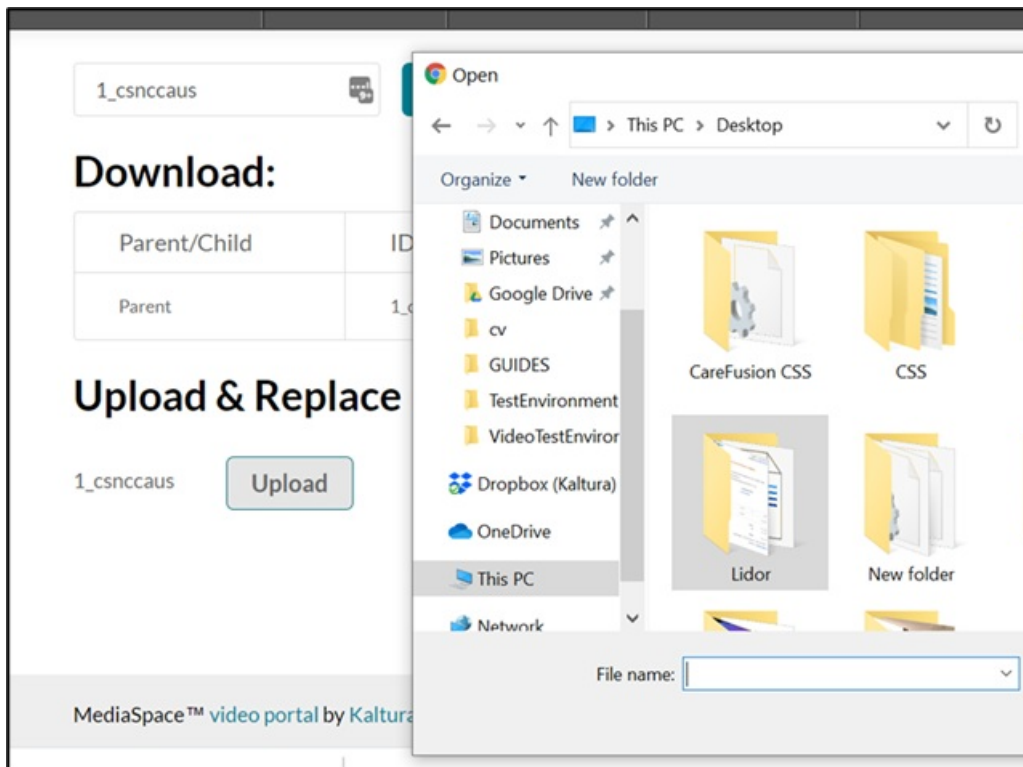 1_csnccaus
Download:
Parent/Child ID
Parent 1_c
Upload & Replace
1_csnccaus Upload
MediaSpace™ video portal by Kaltura
Open
This PC > Desktop
Organize New folder
Documents
Pictures
Google Drive
cv
GUIDES
TestEnvironment
VideoTestEnviror
Dropbox (Kaltura)
OneDrive
This PC
Network
CareFusion CSS CSS
Lidor New folder
File name: